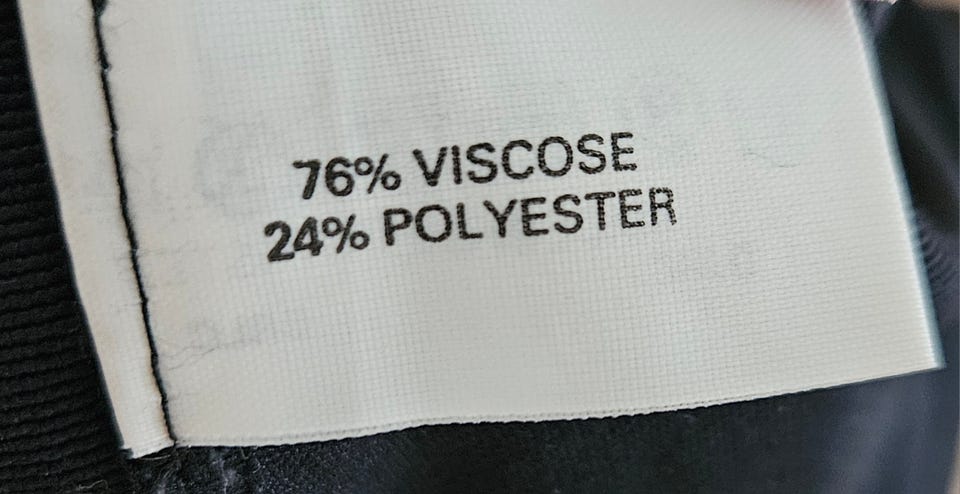 76% VISCOSE
24% POLYESTER